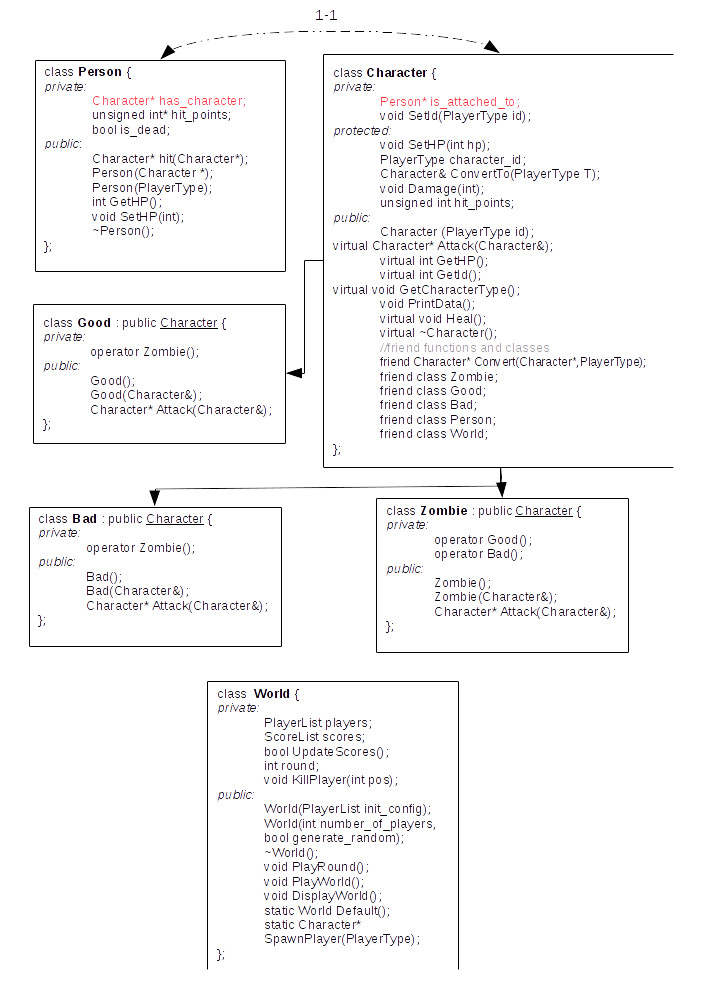 1-1
class Person {
private:
Character* has_character;
unsigned int* hit_points;
bool is_dead;
public:
Character* hit(Character*);
Person(Character *);
Person(PlayerType);
int GetHP();
void SetHP(int);
~Person();
};
class Character {
private:
Person* is_attached_to;
void SetId(PlayerType id);
protected:
void SetHP(int hp);
PlayerType character_id;
Character& ConvertTo(PlayerType T);
void Damage(int);
unsigned int hit_points;
public:
Character (PlayerType id);
virtual Character* Attack(Character&);
virtual int GetHP();
virtual int GetId();
virtual void GetCharacterType();
void PrintData();
virtual void Heal();
virtual ~Character();
//friend functions and classes
friend Character* Convert(Character*,PlayerType);
friend class Zombie;
friend class Good;
friend class Bad;
friend class Person;
friend class World;
};
class Good : public Character {
private:
operator Zombie();
public:
Good();
Good(Character&);
Character* Attack(Character&);
};
class Bad : public Character {
private:
operator Zombie();
public:
Bad();
Bad(Character&);
Character* Attack(Character&);
};
class Zombie : public Character {
private:
operator Good();
operator Bad();
public:
Zombie();
Zombie(Character&);
Character* Attack(Character&);
};
class World {
private:
PlayerList players;
ScoreList scores;
bool UpdateScores();
int round;
void KillPlayer(int pos);
public:
World(PlayerList init_config);
World(int number_of_players,
bool generate_random);
~World();
void PlayRound();
void PlayWorld();
void DisplayWorld();
static World Default();
static Character*
SpawnPlayer(PlayerType);
};